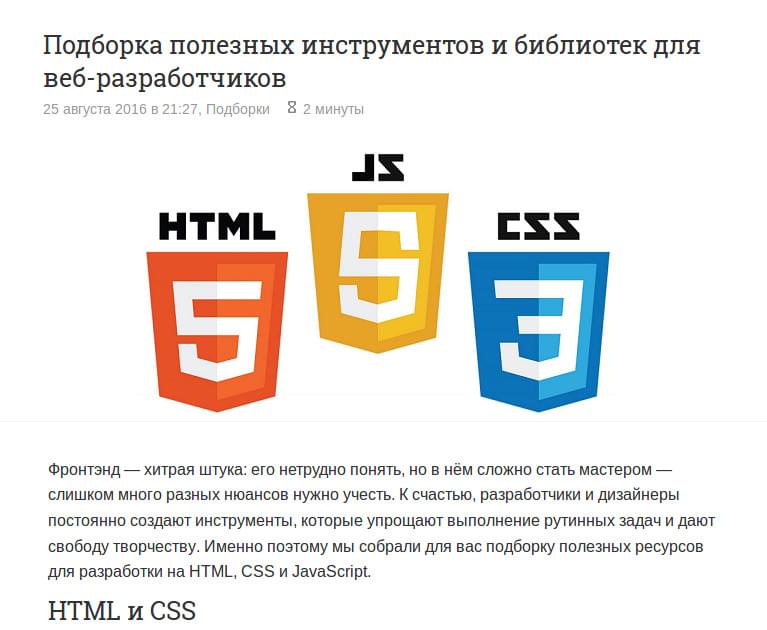 Подборка полезных инструментов и библиотек для
веб-разработчиков
25 августа 2016 в 21:27, Подборки 2 минуты
JS
HTML
CSS
5
3
Фронтэнд — хитрая штука: его нетрудно понять, но в нём сложно стать мастером —
слишком много разных нюансов нужно учесть. К счастью, разработчики и дизайнеры
постоянно создают инструменты, которые упрощают выполнение рутинных задач и дают
свободу творчеству. Именно поэтому мы собрали для вас подборку полезных ресурсов
для разработки на HTML, CSS и JavaScript.
HTML и CSS